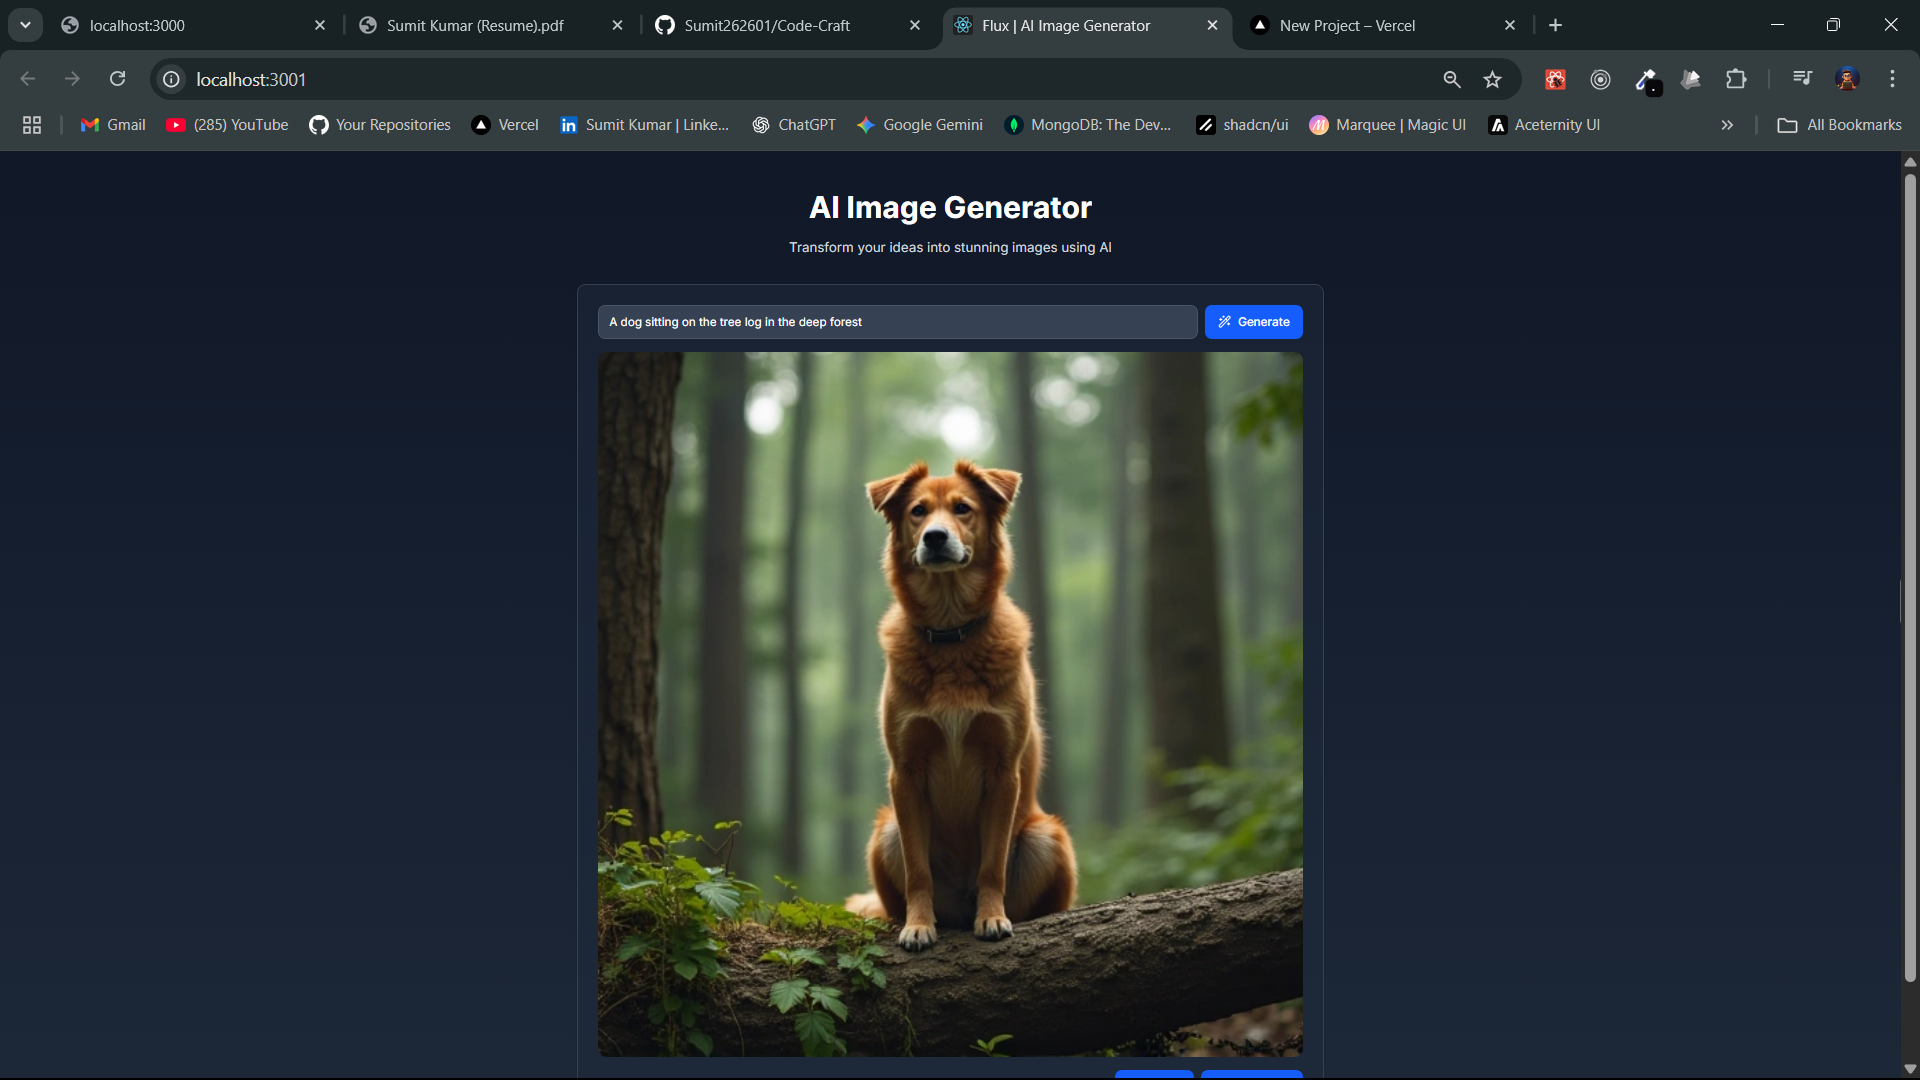 localhost:3000
Sumit Kumar (Resume).pdf
Sumit262601/Code-Craft
Flux | AI Image Generator
New Project – Vercel
localhost:3001
Gmail
(285) YouTube
Your Repositories
Vercel
Sumit Kumar | Linke...
ChatGPT
Google Gemini
MongoDB: The Dev...
shadcn/ui
Marquee | Magic UI
Aceternity UI
All Bookmarks
AI Image Generator
Transform your ideas into stunning images using AI
A dog sitting on the tree log in the deep forest
Generate